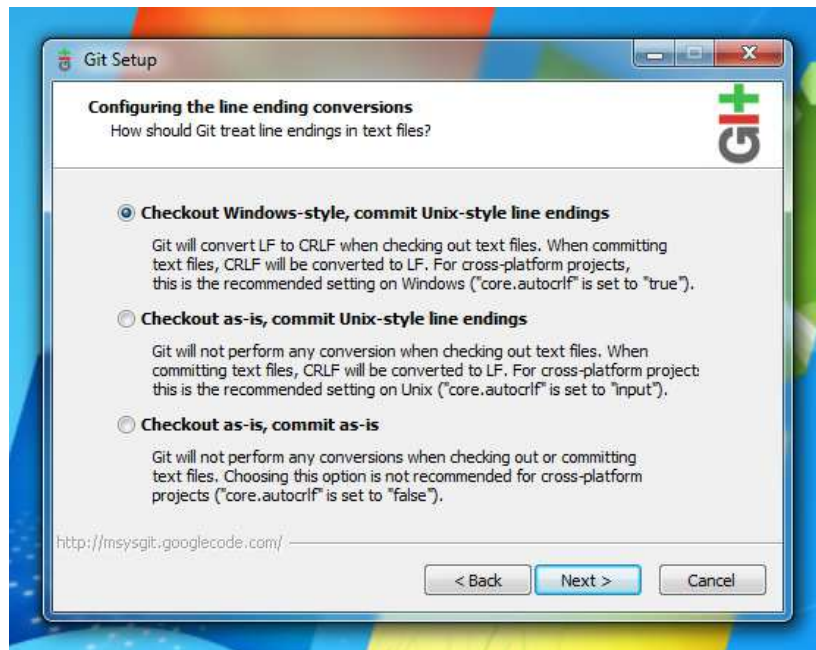 Git Setup
Configuring the line ending conversions
How should Git treat line endings in text files?
Git
Checkout Windows-style, commit Unix-style line endings
Git will convert LF to CRLF when checking out text files. When committing
text files, CRLF will be converted to LF. For cross-platform projects,
this is the recommended setting on Windows ("core.autocrlf" is set to "true").
Checkout as-is, commit Unix-style line endings
Git will not perform any conversion when checking out text files. When
committing text files, CRLF will be converted to LF. For cross-platform project
this is the recommended setting on Unix ("core.autocrlf" is set to "input").
Checkout as-is, commit as-is
Git will not perform any conversions when checking out or committing
text files. Choosing this option is not recommended for cross-platform
projects ("core.autocrlf" is set to "false").
http://msysgit.googlecode.com/
< Back
Next >
Cancel